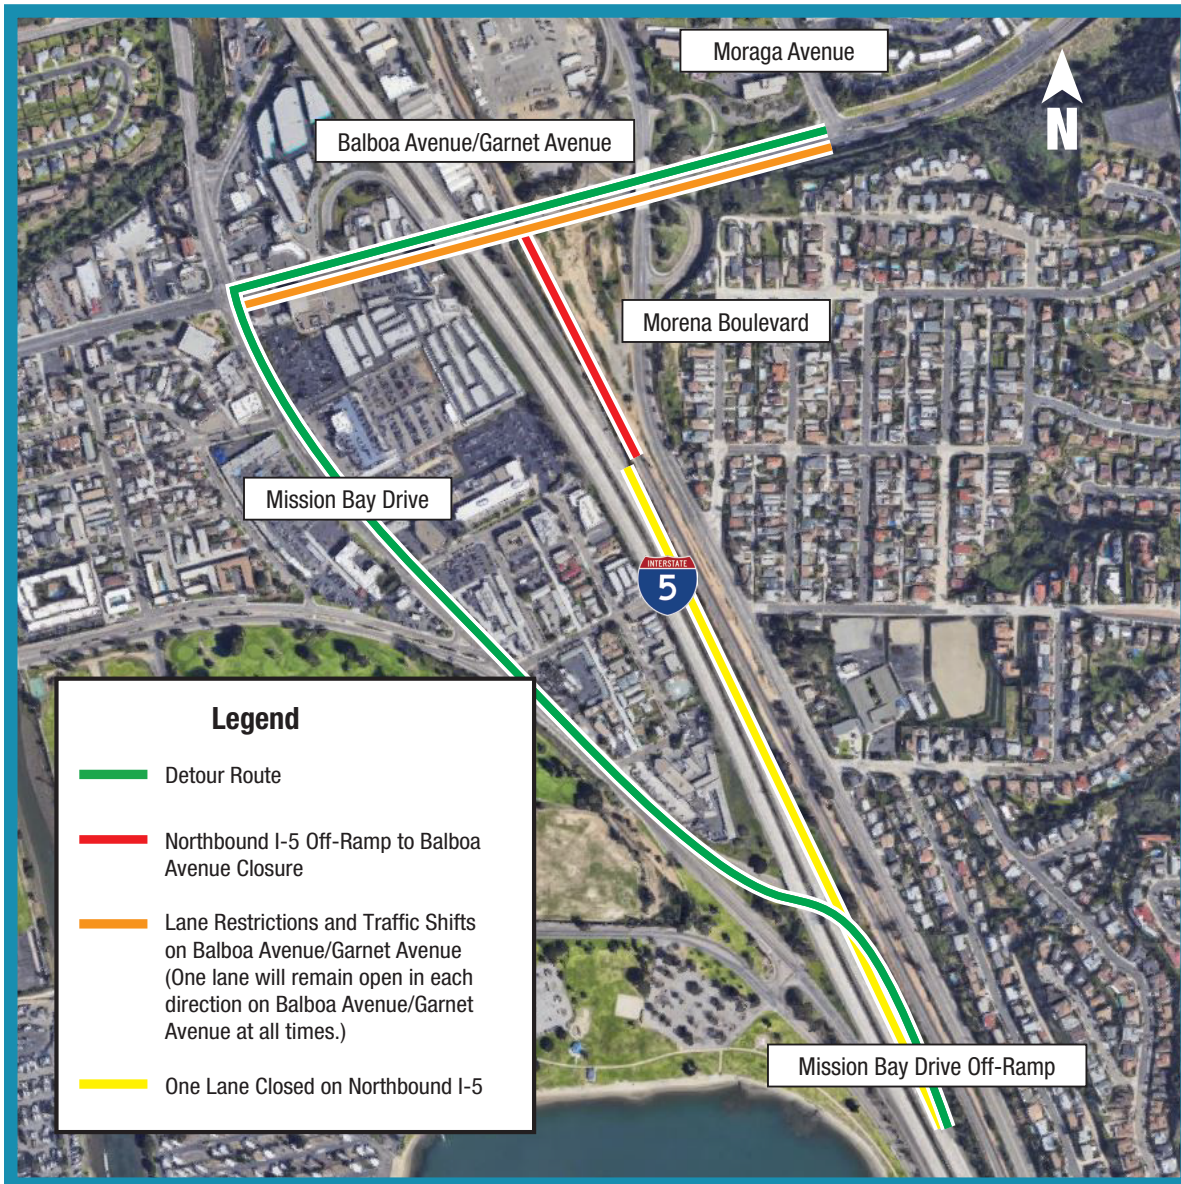 Moraga Avenue
Balboa Avenue/Garnet Avenue
N
Morena Boulevard
Mission Bay Drive
INTERSTATE
5
Legend
Detour Route
Northbound I-5 Off-Ramp to Balboa
Avenue Closure
Lane Restrictions and Traffic Shifts
on Balboa Avenue/Garnet Avenue
(One lane will remain open in each
direction on Balboa Avenue/Garnet
Avenue at all times.)
One Lane Closed on Northbound I-5
Mission Bay Drive Off-Ramp